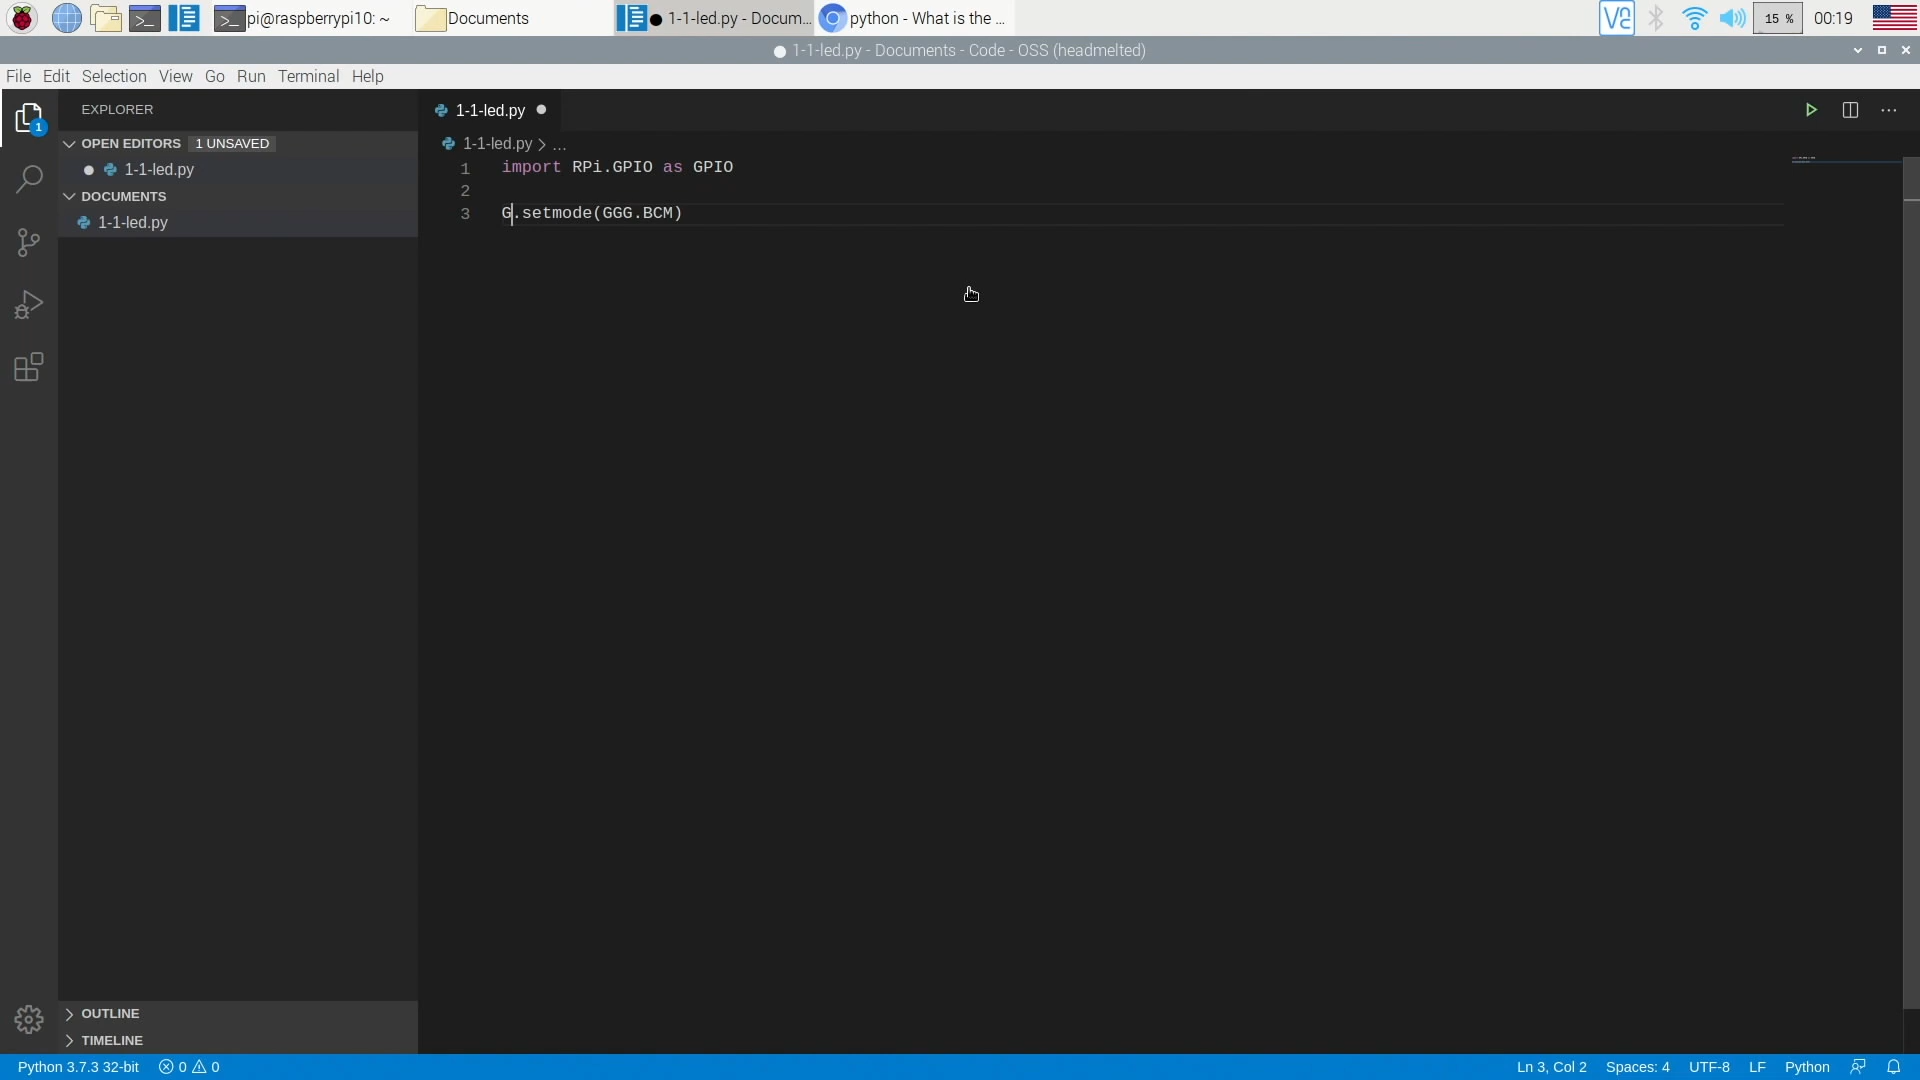 pi@raspberrypi10: ~
Documents
● 1-1-led.py - Docum...
python - What is the ...
15 %
00:19
● 1-1-led.py - Documents - Code - OSS (headmelted)
File Edit Selection View Go Run Terminal Help
EXPLORER
1
OPEN EDITORS 1 UNSAVED
1-1-led.py
DOCUMENTS
1-1-led.py
OUTLINE
TIMELINE
1-1-led.py
1-1-led.py > ...
1 import RPi.GPIO as GPIO
2
3 G.setmode(GGG.BCM)
Python 3.7.3 32-bit
0 0
Ln 3, Col 2
Spaces: 4
UTF-8
LF
Python